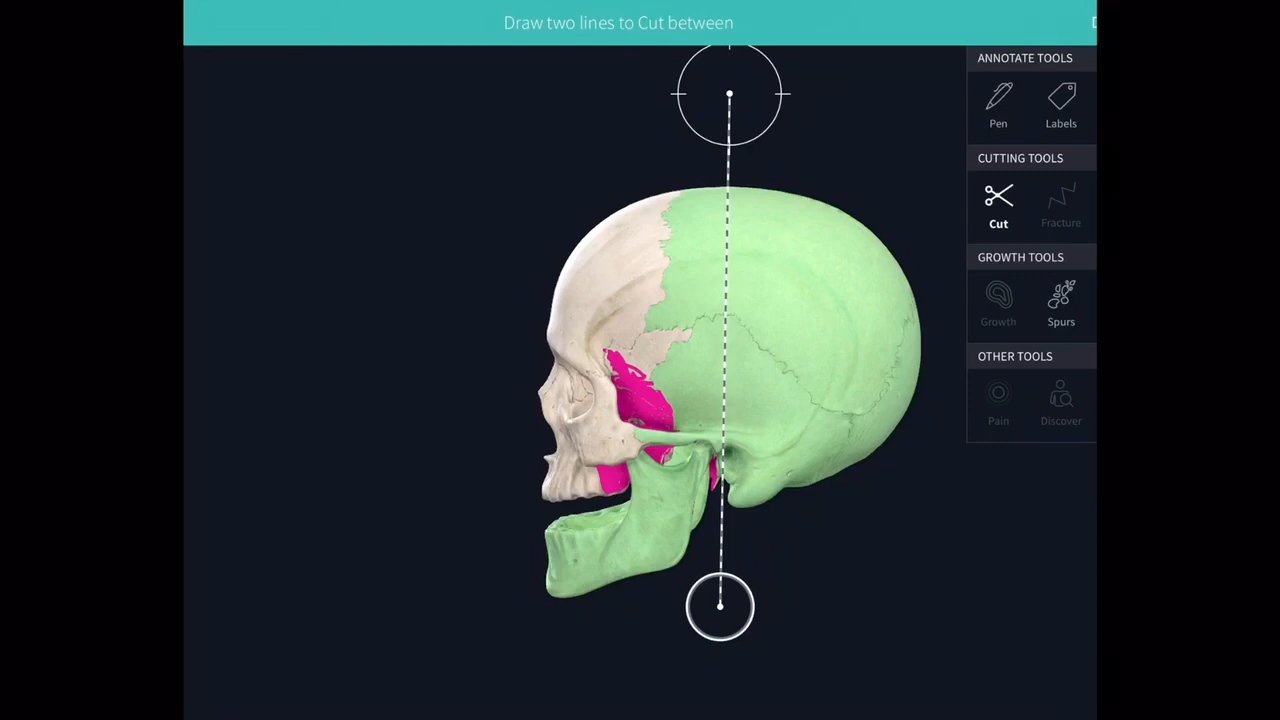 Draw two lines to Cut between
ANNOTATE TOOLS
Pen Labels
CUTTING TOOLS
Cut Fracture
GROWTH TOOLS
Growth Spurs
OTHER TOOLS
Pain Discover